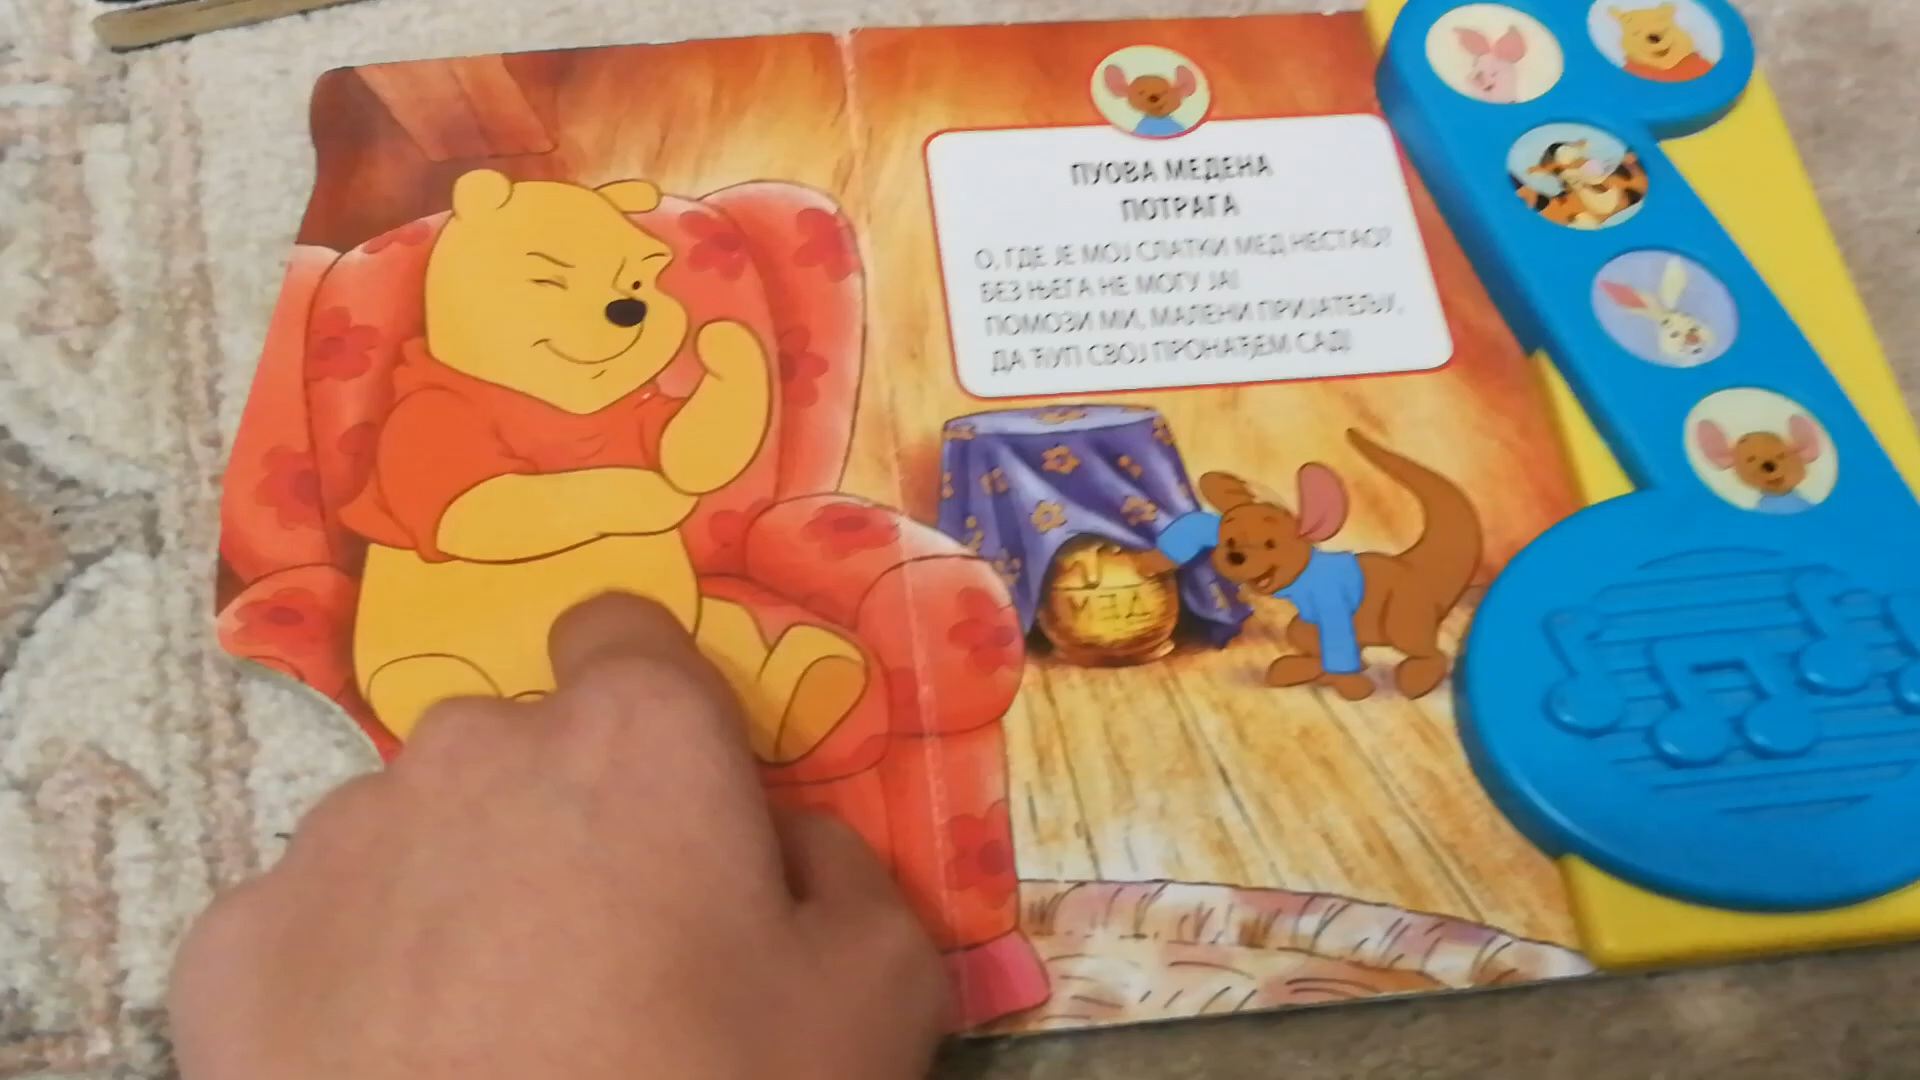 ПУОВА МЕДЕНА
ПОТРАГА
О, ГДЕ ЈЕ МОЈ СЛАТКИ МЕД НЕСТАО?
БЕЗ ЊЕГА НЕ МОГУ ЈА!
ПОМОЗИ МИ, МАЛЕНИ ПРИЈАТЕЉУ,
ДА ЋУП СВОЈ ПРОНАЂЕМ САД!
МЕД